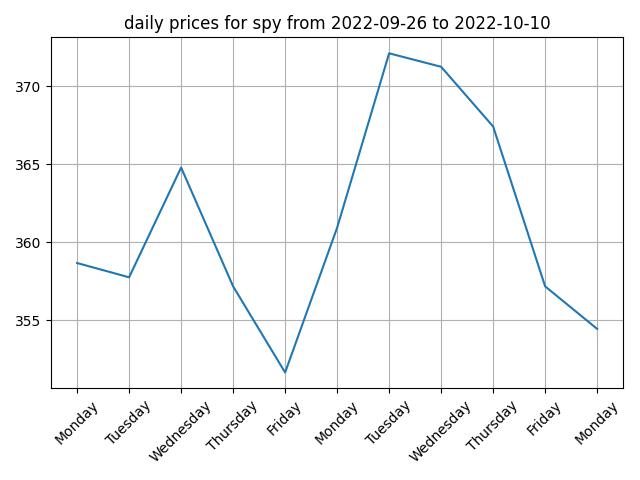 daily prices for spy from 2022-09-26 to 2022-10-10
370
365
360
355
Monday
Tuesday
Wednesday
Thursday
Friday
Monday
Tuesday
Wednesday
Thursday
Friday
Monday